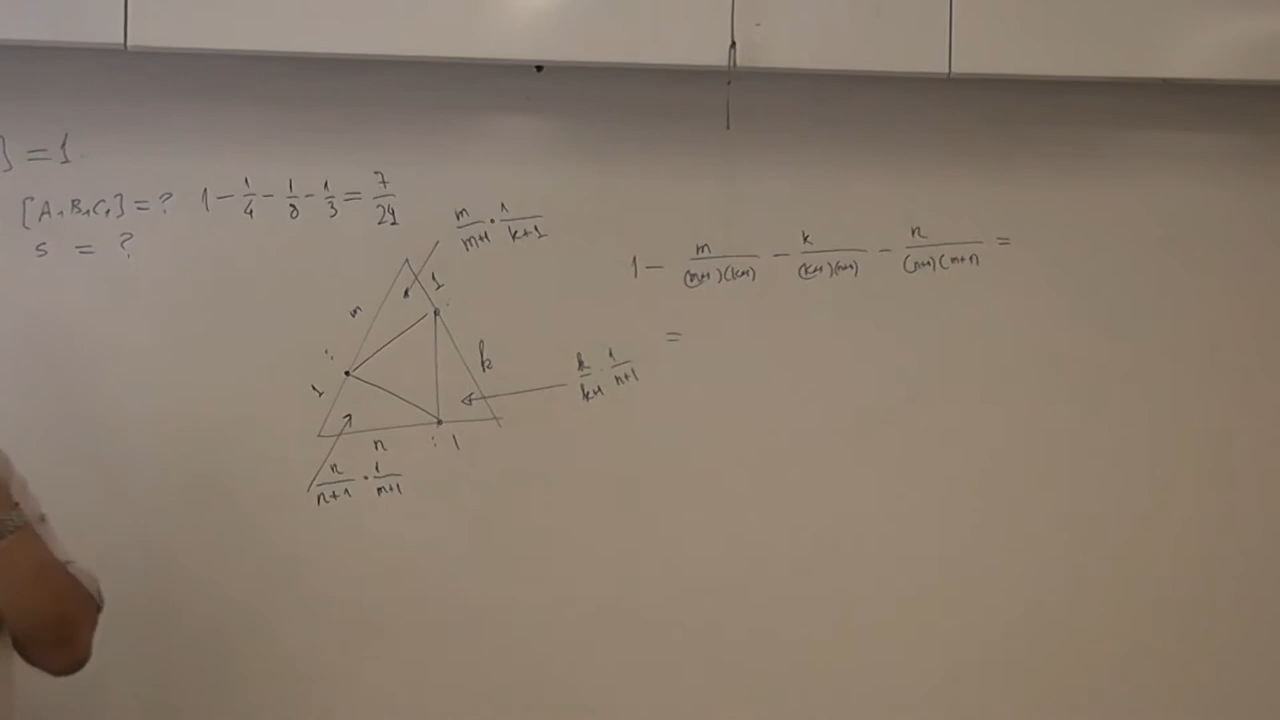 ] = 1
[A₁B₁C₁] = ? 1 - 1/4 - 1/8 - 1/3 = 7/24
S = ?
m/(m+1) · 1/(k+1)
1 - m/((m+1)(k+1)) - k/((k+1)(n+1)) - n/((n+1)(m+1)) =
=
m
: 1
1
:
k
k/(k+1) · 1/(n+1)
n : 1
n/(n+1) · 1/(m+1)